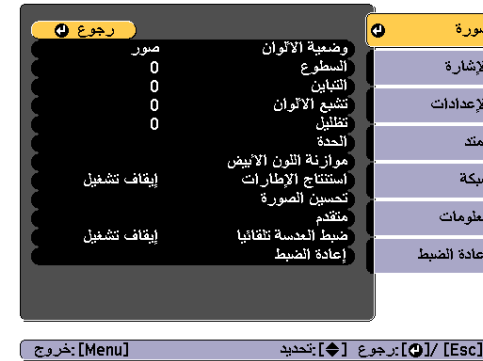 رجوع
وضعية الألوان صور
السطوع 0
التباين 0
تشبع الألوان 0
تظليل 0
الحدة
موازنة اللون الأبيض
استنتاج الإطارات إيقاف تشغيل
تحسين الصورة
متقدم
ضبط العدسة تلقائيا إيقاف تشغيل
إعادة الضبط
صورة
الإشارة
الإعدادات
ممتد
شبكة
معلومات
إعادة الضبط
[Esc] /[]:رجوع []:تحديد [Menu]:خروج